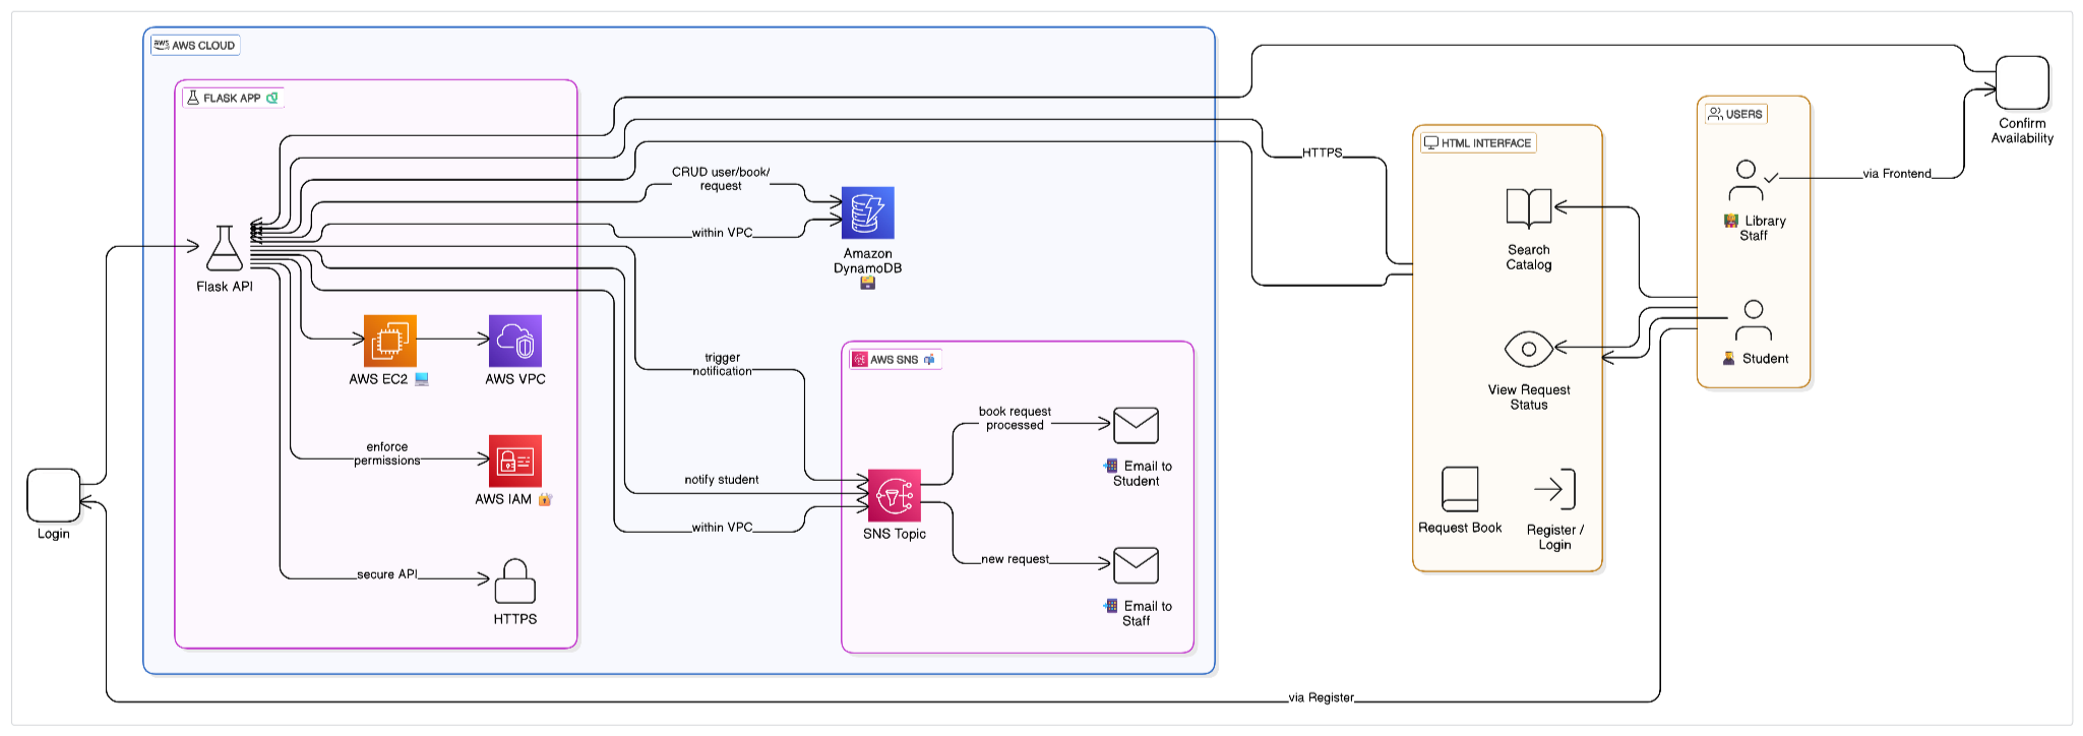 aws AWS CLOUD
FLASK APP
Flask API
AWS EC2
AWS VPC
enforce
permissions
AWS IAM
secure API
HTTPS
Login
CRUD user/book/
request
within VPC
Amazon
DynamoDB
trigger
notification
notify student
within VPC
AWS SNS
SNS Topic
book request
processed
Email to
Student
new request
Email to
Staff
HTTPS
HTML INTERFACE
Search
Catalog
View Request
Status
Request Book
Register /
Login
USERS
Library
Staff
Student
via Frontend
Confirm
Availability
via Register